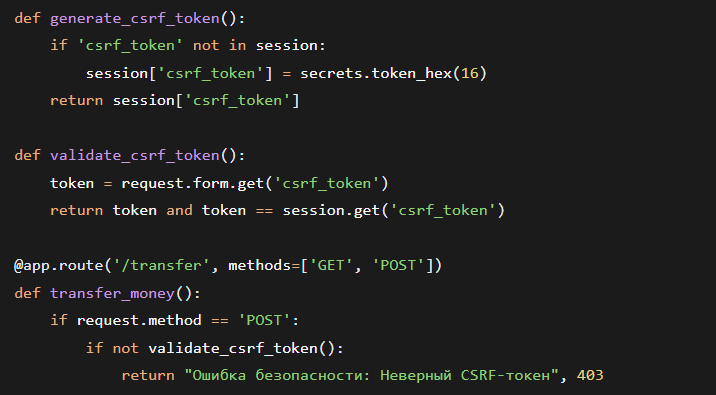 def generate_csrf_token():
    if 'csrf_token' not in session:
        session['csrf_token'] = secrets.token_hex(16)
    return session['csrf_token']

def validate_csrf_token():
    token = request.form.get('csrf_token')
    return token and token == session.get('csrf_token')

@app.route('/transfer', methods=['GET', 'POST'])
def transfer_money():
    if request.method == 'POST':
        if not validate_csrf_token():
            return "Ошибка безопасности: Неверный CSRF-токен", 403